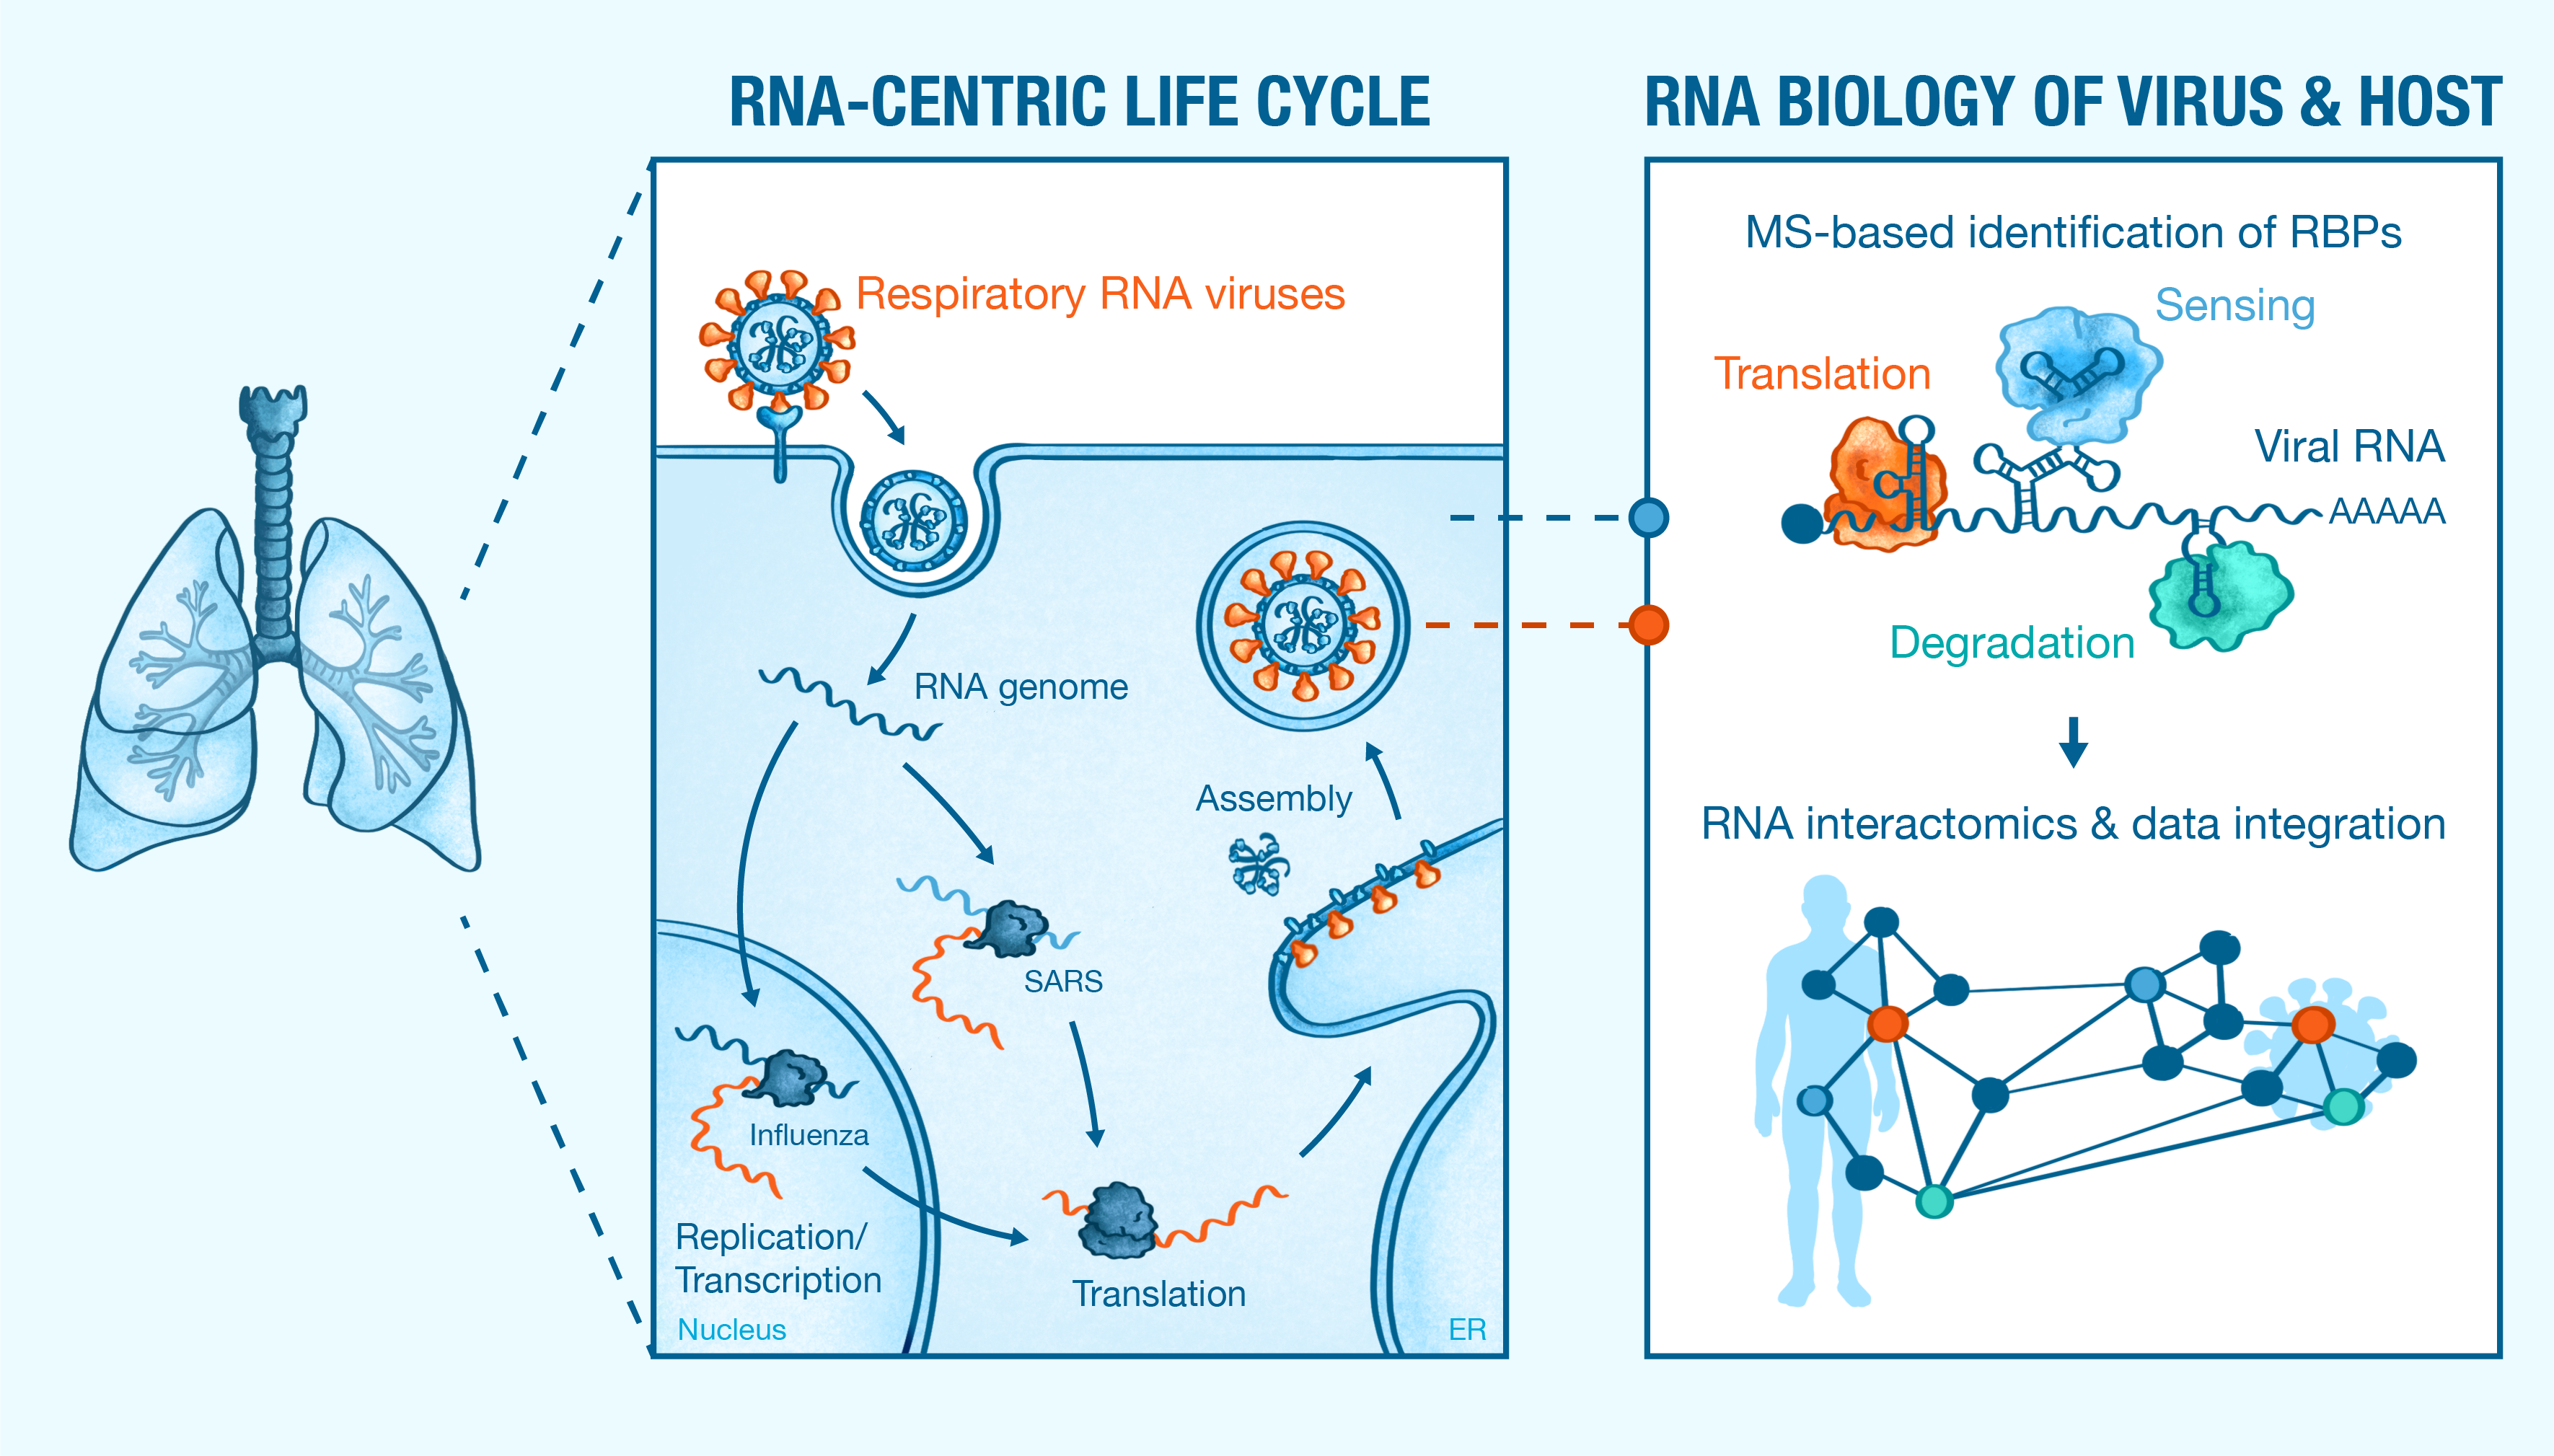 RNA-CENTRIC LIFE CYCLE
Respiratory RNA viruses
RNA genome
Assembly
SARS
Influenza
Replication/
Transcription
Translation
Nucleus
ER
RNA BIOLOGY OF VIRUS & HOST
MS-based identification of RBPs
Sensing
Translation
Viral RNA
AAAAA
Degradation
RNA interactomics & data integration